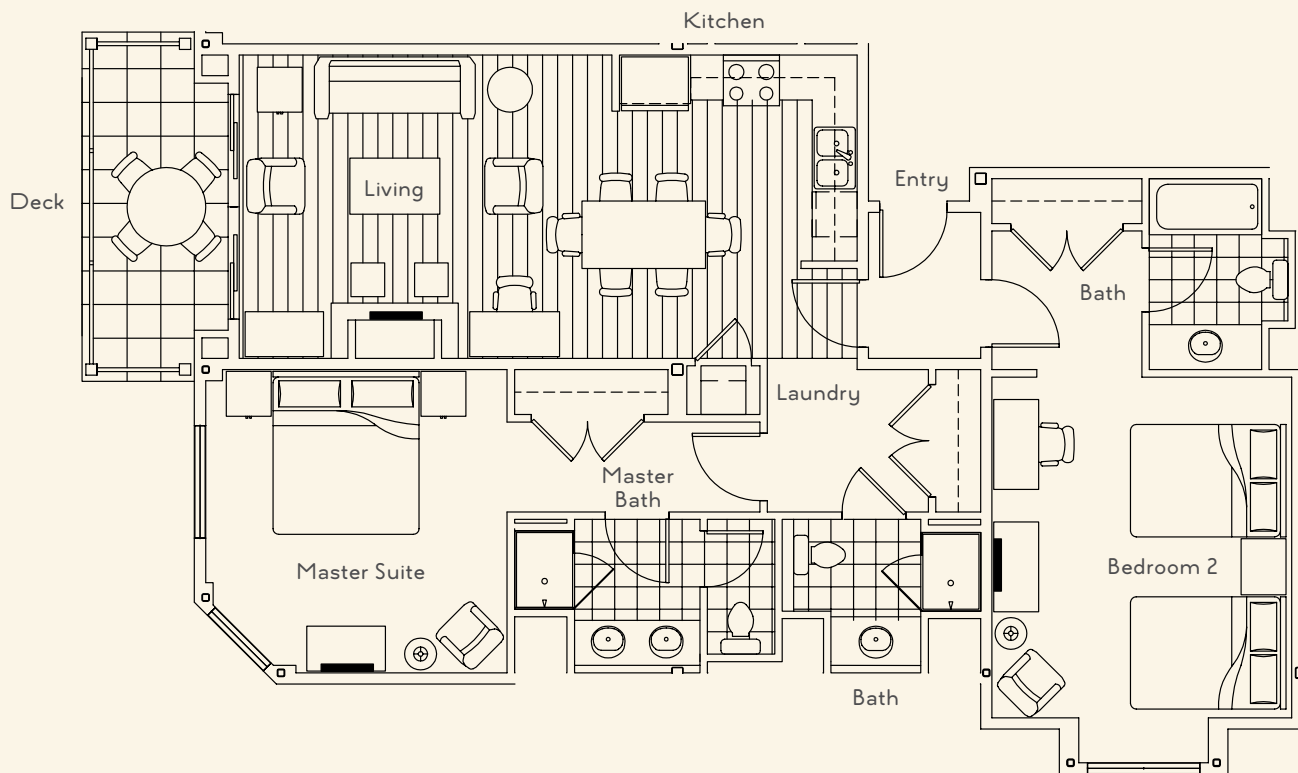 Kitchen
Entry
Living
Deck
Bath
Laundry
Master
Bath
Master Suite
Bedroom 2
Bath